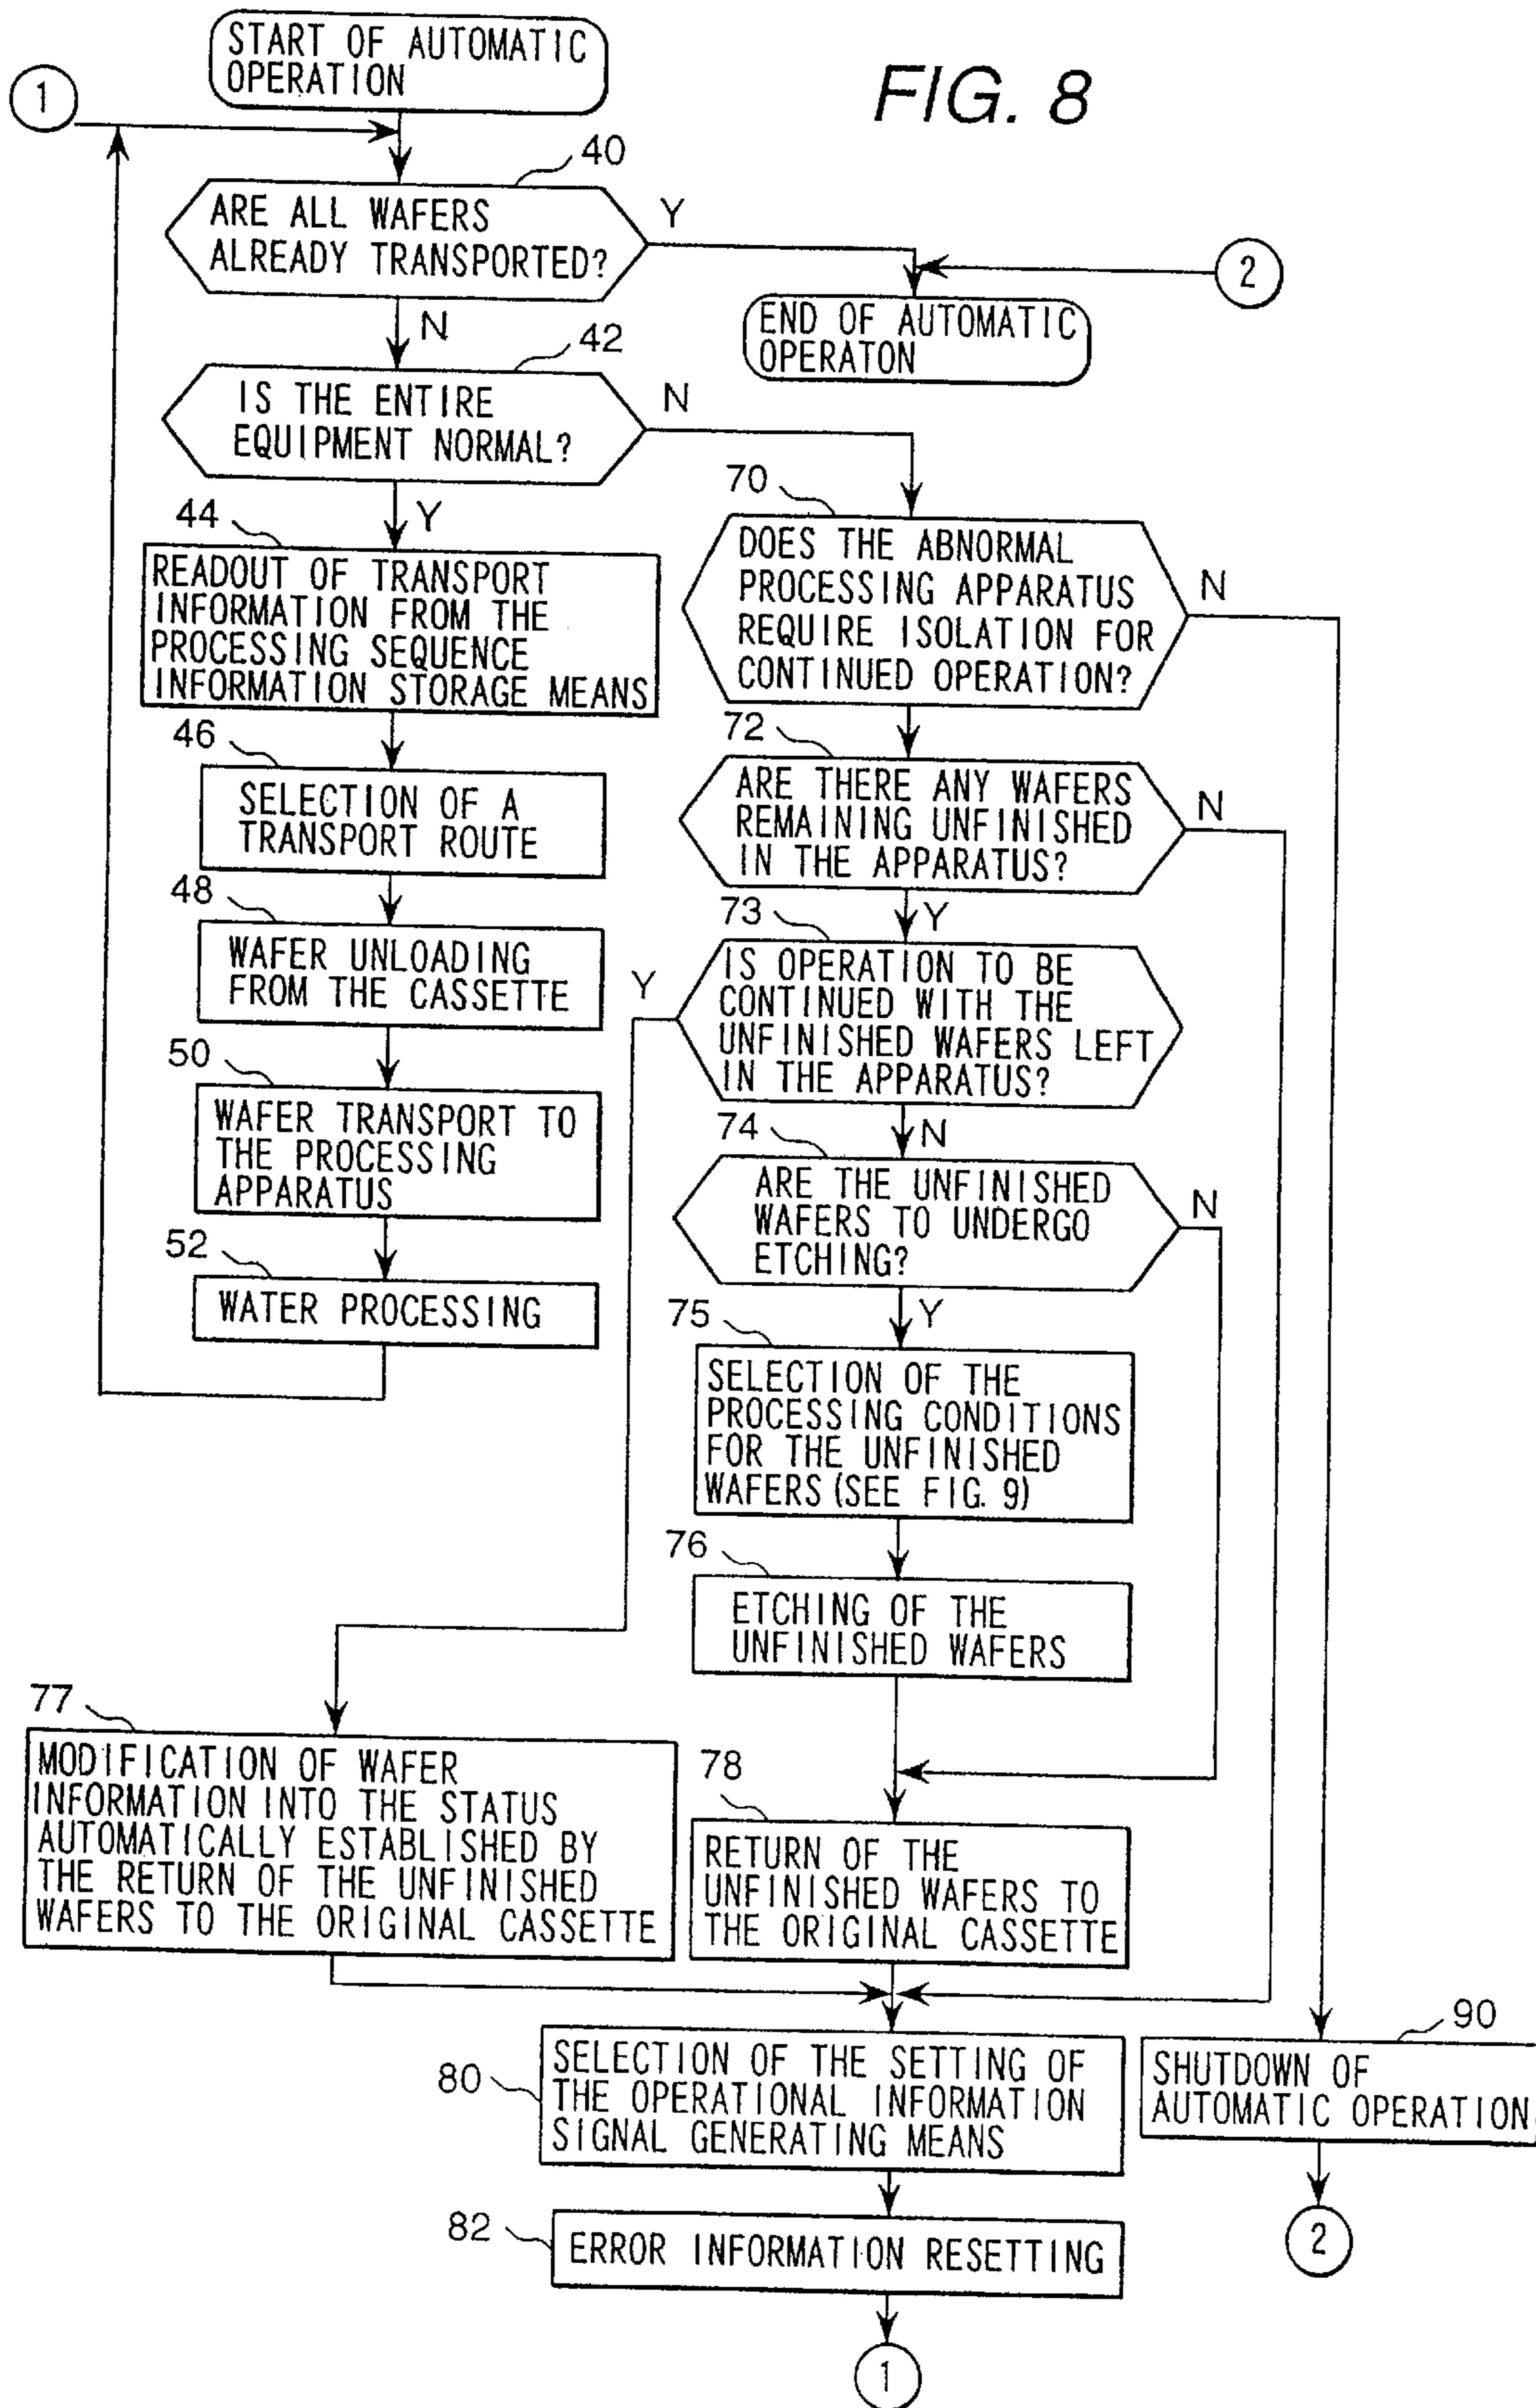 START OF AUTOMATIC
OPERATION
FIG. 8
1
40
ARE ALL WAFERS
ALREADY TRANSPORTED?
Y
2
N
END OF AUTOMATIC
OPERATON
42
IS THE ENTIRE
EQUIPMENT NORMAL?
N
Y
44
READOUT OF TRANSPORT
INFORMATION FROM THE
PROCESSING SEQUENCE
INFORMATION STORAGE MEANS
46
SELECTION OF A
TRANSPORT ROUTE
48
WAFER UNLOADING
FROM THE CASSETTE
50
WAFER TRANSPORT TO
THE PROCESSING
APPARATUS
52
WATER PROCESSING
70
DOES THE ABNORMAL
PROCESSING APPARATUS
REQUIRE ISOLATION FOR
CONTINUED OPERATION?
N
72
ARE THERE ANY WAFERS
REMAINING UNFINISHED
IN THE APPARATUS?
N
Y
73
IS OPERATION TO BE
CONTINUED WITH THE
UNFINISHED WAFERS LEFT
IN THE APPARATUS?
Y
N
74
ARE THE UNFINISHED
WAFERS TO UNDERGO
ETCHING?
N
Y
75
SELECTION OF THE
PROCESSING CONDITIONS
FOR THE UNFINISHED
WAFERS (SEE FIG. 9)
76
ETCHING OF THE
UNFINISHED WAFERS
77
MODIFICATION OF WAFER
INFORMATION INTO THE STATUS
AUTOMATICALLY ESTABLISHED BY
THE RETURN OF THE UNFINISHED
WAFERS TO THE ORIGINAL CASSETTE
78
RETURN OF THE
UNFINISHED WAFERS TO
THE ORIGINAL CASSETTE
80
SELECTION OF THE SETTING OF
THE OPERATIONAL INFORMATION
SIGNAL GENERATING MEANS
90
SHUTDOWN OF
AUTOMATIC OPERATION
82
ERROR INFORMATION RESETTING
2
1